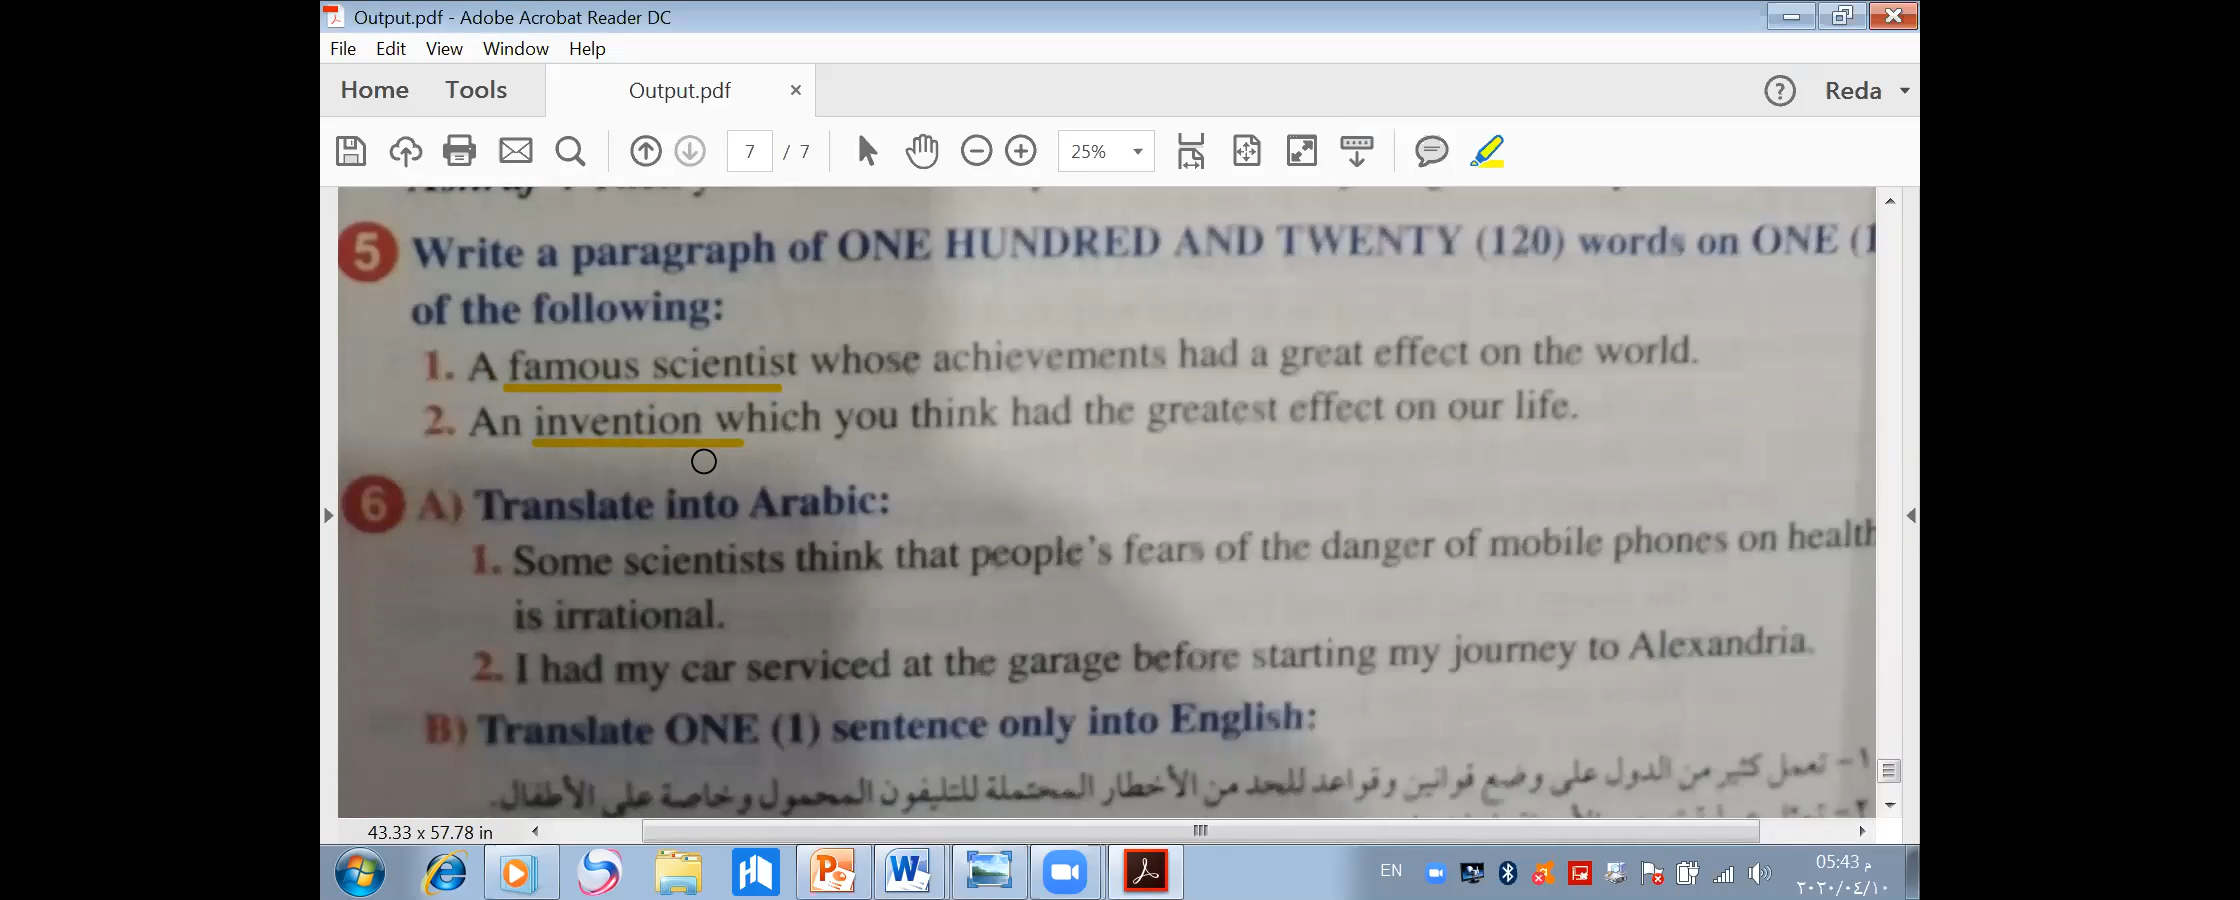 Output.pdf - Adobe Acrobat Reader DC
File Edit View Window Help
Home Tools Output.pdf × ? Reda
7 / 7 25%
5 Write a paragraph of ONE HUNDRED AND TWENTY (120) words on ONE (1
of the following:
1. A famous scientist whose achievements had a great effect on the world.
2. An invention which you think had the greatest effect on our life.
6 A) Translate into Arabic:
1. Some scientists think that people's fears of the danger of mobile phones on health
is irrational.
2. I had my car serviced at the garage before starting my journey to Alexandria.
B) Translate ONE (1) sentence only into English:
١- تعمل كثير من الدول على وضع قوانين وقواعد للحد من الأخطار المحتملة للتليفون المحمول وخاصة على الأطفال.
٢-
43.33 x 57.78 in
EN 05:43 م
٢٠٢٠/٠٤/١٠